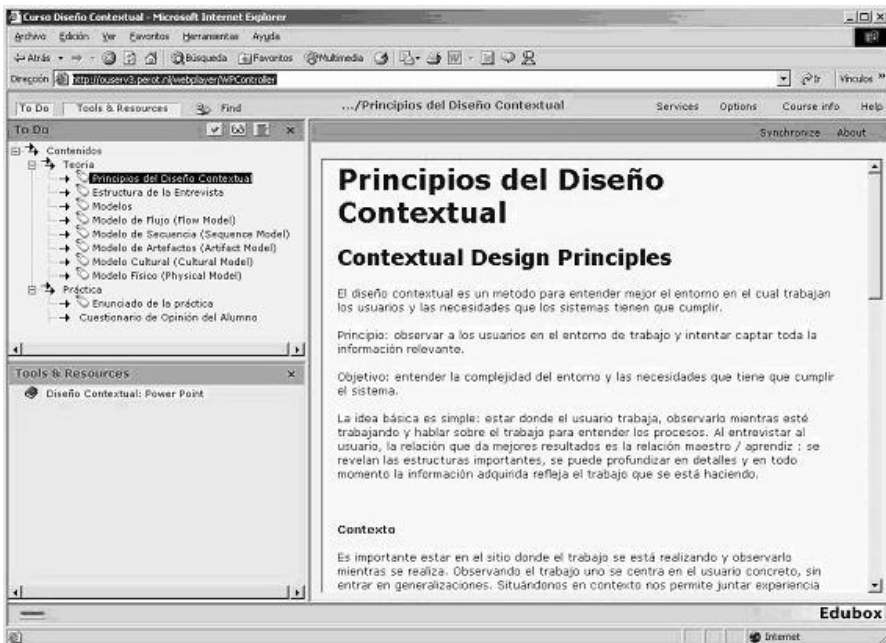 Curso Diseño Contextual - Microsoft Internet Explorer
Archivo Edición Ver Favoritos Herramientas Ayuda
Atrás Búsqueda Favoritos Multimedia
Dirección http://ouserv3.perot.nl/webplayer/WPController Ir Vínculos »
To Do Tools & Resources Find .../Principios del Diseño Contextual Services Options Course info Help
To Do
Synchronize About
Contenidos
Teoría
Principios del Diseño Contextual
Estructura de la Entrevista
Modelos
Modelo de Flujo (Flow Model)
Modelo de Secuencia (Sequence Model)
Modelo de Artefactos (Artifact Model)
Modelo Cultural (Cultural Model)
Modelo Físico (Physical Model)
Práctica
Enunciado de la práctica
Cuestionario de Opinión del Alumno
Tools & Resources
Diseño Contextual: Power Point
Principios del Diseño
Contextual
Contextual Design Principles
El diseño contextual es un metodo para entender mejor el entorno en el cual trabajan
los usuarios y las necesidades que los sistemas tienen que cumplir.
Principio: observar a los usuarios en el entorno de trabajo y intentar captar toda la
información relevante.
Objetivo: entender la complejidad del entorno y las necesidades que tiene que cumplir
el sistema.
La idea básica es simple: estar donde el usuario trabaja, observarlo mientras esté
trabajando y hablar sobre el trabajo para entender los procesos. Al entrevistar al
usuario, la relación que da mejores resultados es la relación maestro / aprendiz : se
revelan las estructuras importantes, se puede profundizar en detalles y en todo
momento la información adquirida refleja el trabajo que se está haciendo.
Contexto
Es importante estar en el sitio donde el trabajo se está realizando y observarlo
mientras se realiza. Observando el trabajo uno se centra en el usuario concreto, sin
entrar en generalizaciones. Situándonos en contexto nos permite juntar experiencia
Edubox
Internet